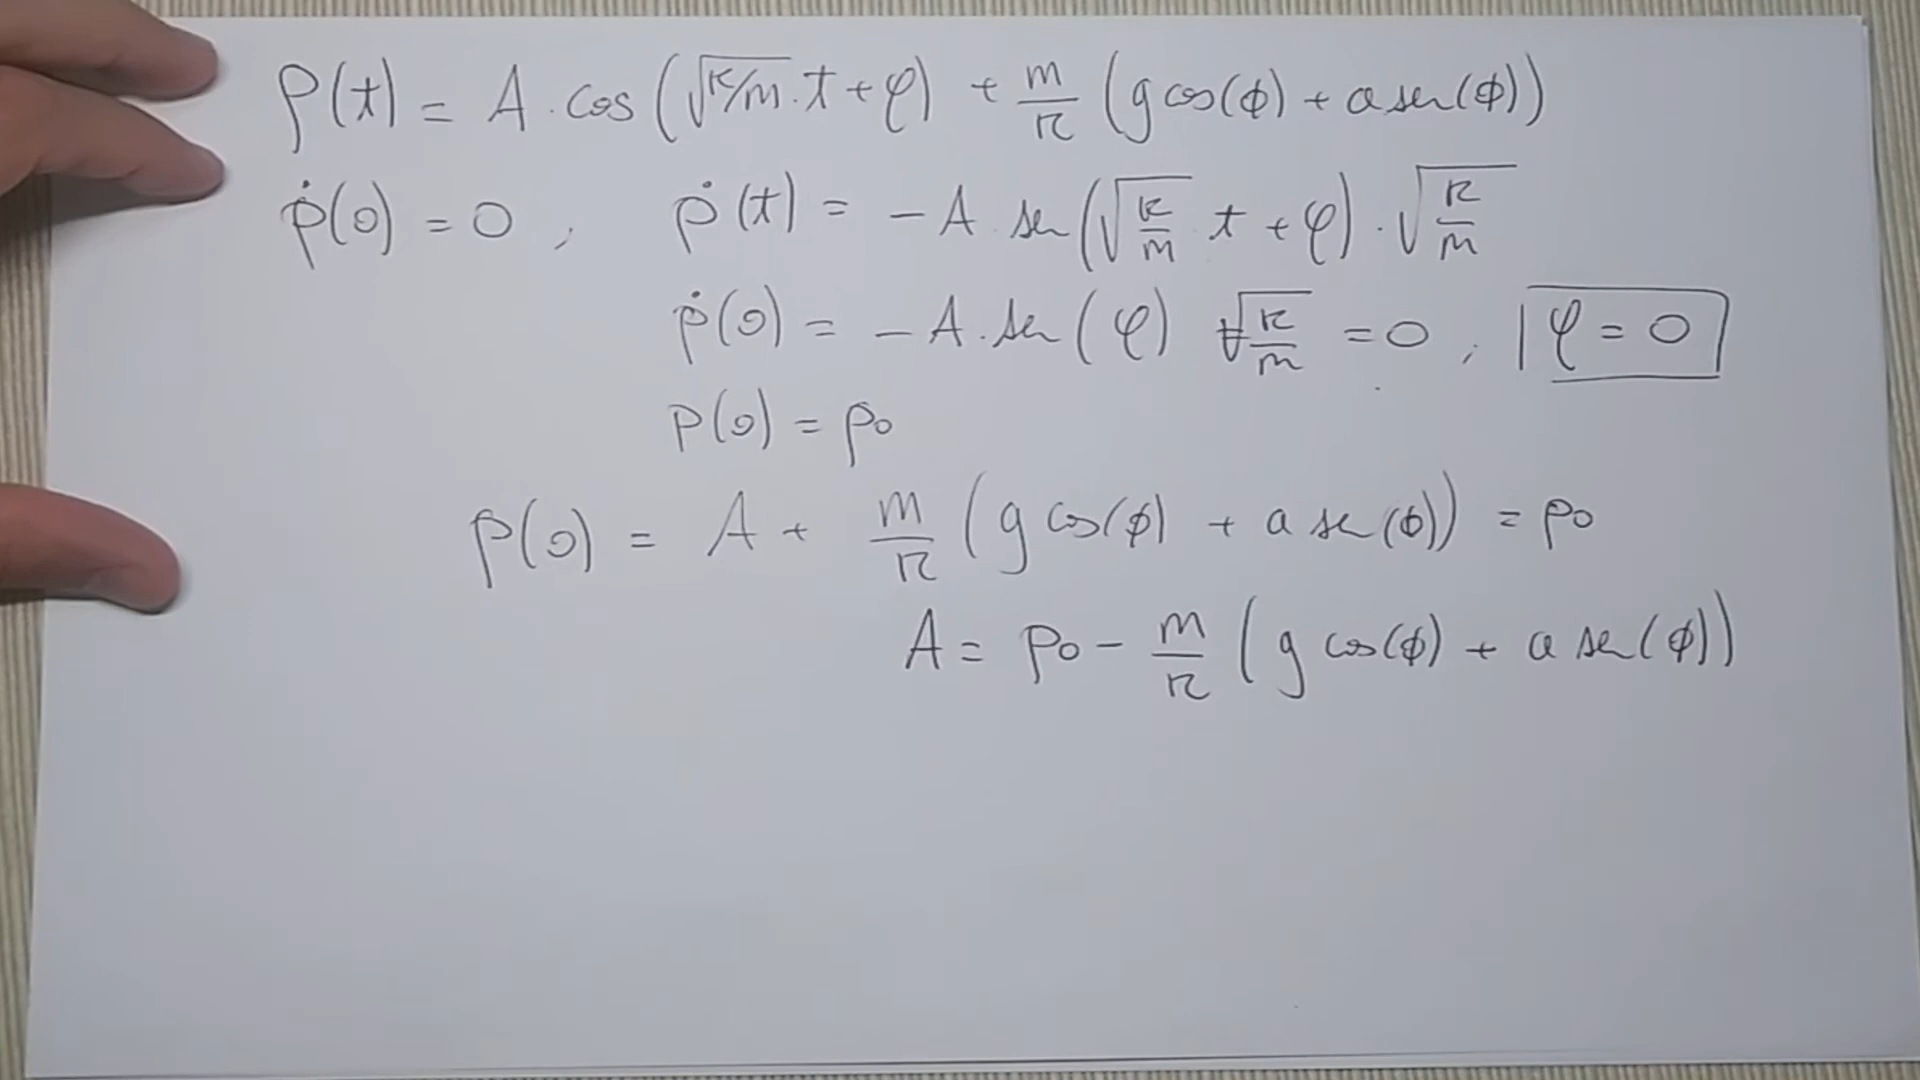 ρ(t) = A · cos(√k/m · t + φ) + m/k (g cos(ϕ) + a sen(ϕ))
ρ̇(0) = 0 , ρ̇(t) = − A sen(√k/m t + φ) · √k/m
ρ̇(0) = − A · sen(φ) √k/m = 0 , φ = 0
ρ(0) = ρ0
ρ(0) = A + m/k (g cos(ϕ) + a sen(ϕ)) = ρ0
A = ρ0 − m/k (g cos(ϕ) + a sen(ϕ))